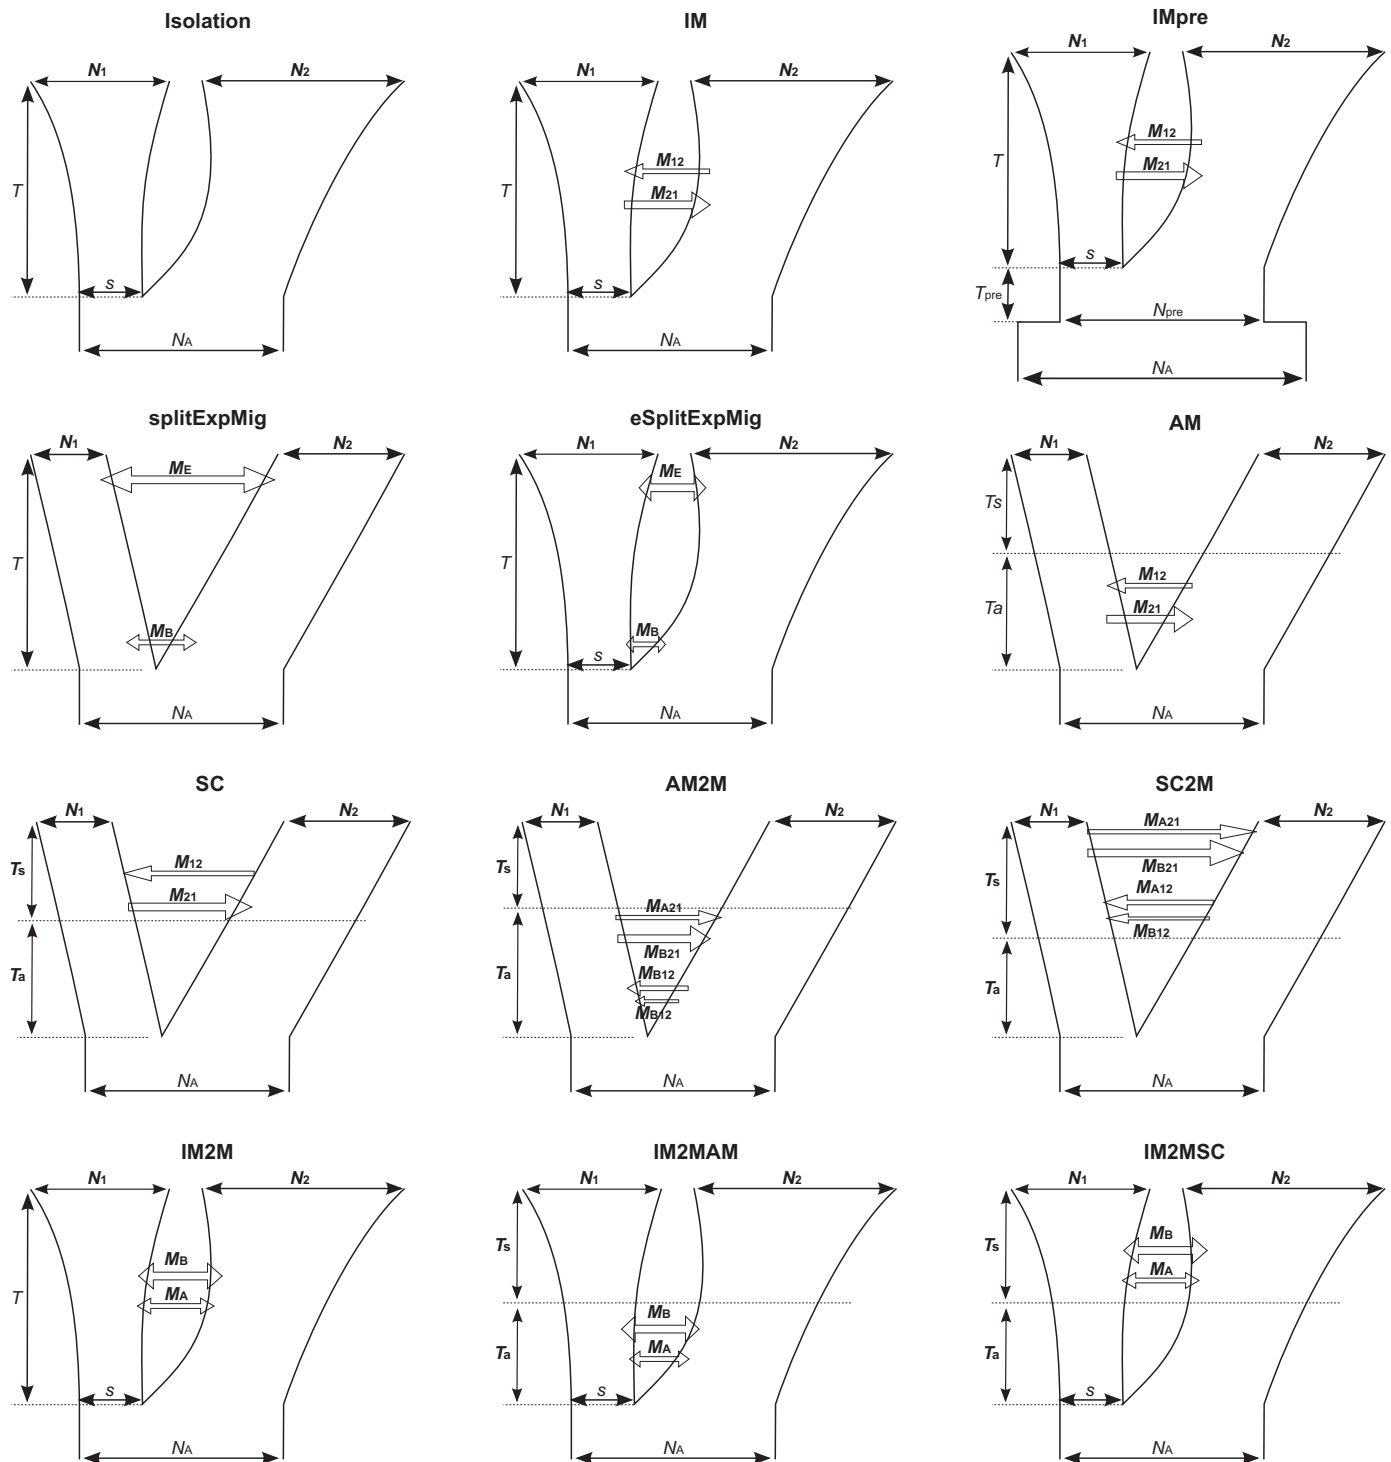 Isolation
N1 N2
T
s
NA
IM
N1 N2
M12
T M21
s
NA
IMpre
N1 N2
M12
T M21
s
Tpre Npre
NA
splitExpMig
N1 N2
ME
T
MB
NA
eSplitExpMig
N1 N2
ME
T
MB
s
NA
AM
N1 N2
Ts
Ta M12
M21
NA
SC
N1 N2
Ts M12
M21
Ta
NA
AM2M
N1 N2
Ts
MA21
MB21
Ta MB12
MB12
NA
SC2M
N1 N2
MA21
MB21
Ts MA12
MB12
Ta
NA
IM2M
N1 N2
MB
T MA
s
NA
IM2MAM
N1 N2
Ts
MB
Ta MA
s
NA
IM2MSC
N1 N2
Ts MB
MA
Ta
s
NA